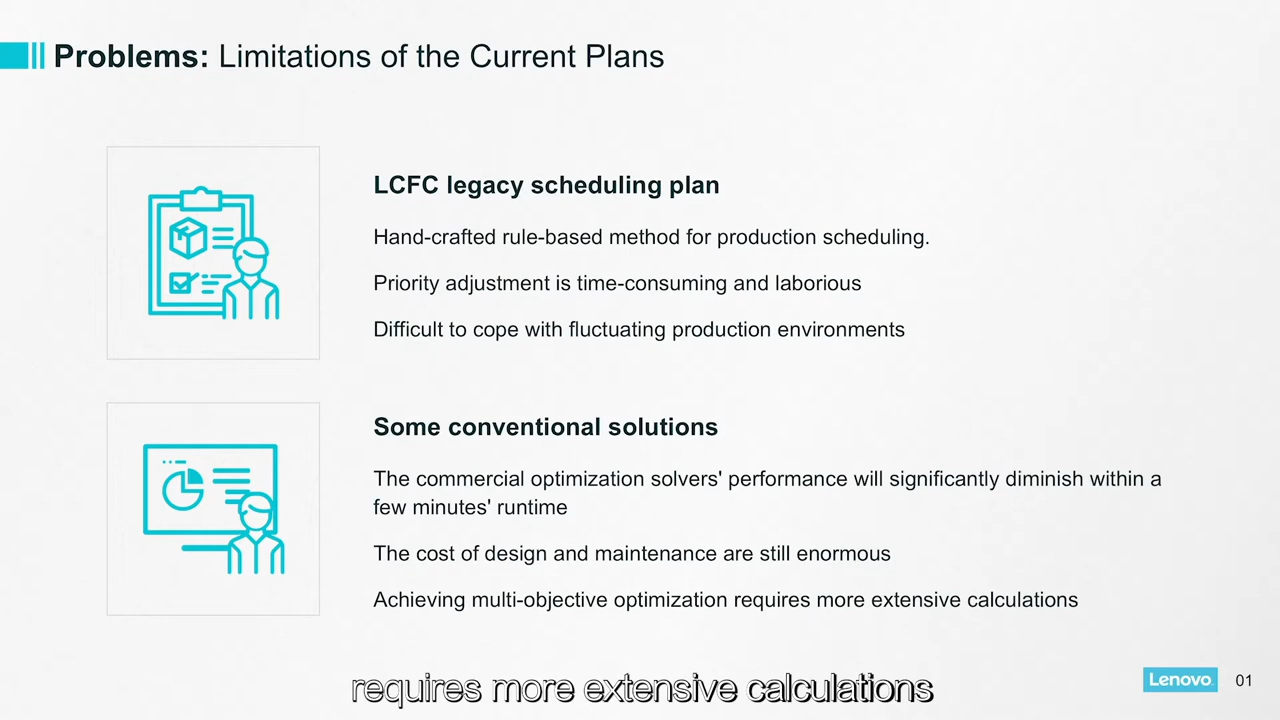 Problems: Limitations of the Current Plans
LCFC legacy scheduling plan
Hand-crafted rule-based method for production scheduling.
Priority adjustment is time-consuming and laborious
Difficult to cope with fluctuating production environments
Some conventional solutions
The commercial optimization solvers' performance will significantly diminish within a
few minutes' runtime
The cost of design and maintenance are still enormous
Achieving multi-objective optimization requires more extensive calculations
requires more extensive calculations
Lenovo
01